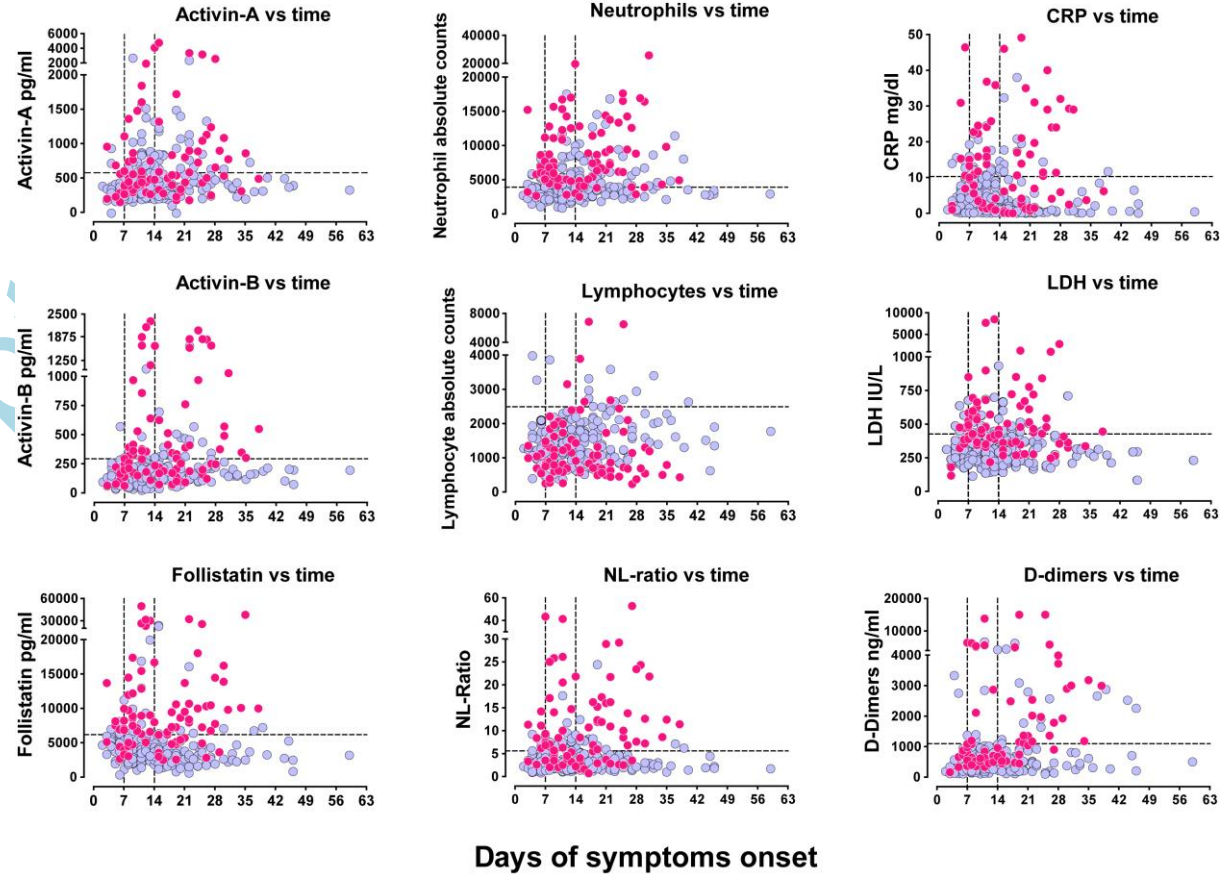 Activin-A vs time
Activin-A pg/ml
6000
4000
2000
2000
1500
1000
500
0
0 7 14 21 28 35 42 49 56 63
Neutrophils vs time
Neutrophil absolute counts
40000
30000
20000
20000
15000
10000
5000
0
0 7 14 21 28 35 42 49 56 63
CRP vs time
CRP mg/dl
50
40
30
20
10
0
0 7 14 21 28 35 42 49 56 63
Activin-B vs time
Activin-B pg/ml
2500
1875
1250
1000
750
500
250
0
0 7 14 21 28 35 42 49 56 63
Lymphocytes vs time
Lymphocyte absolute counts
8000
4000
4000
3000
2000
1000
0
0 7 14 21 28 35 42 49 56 63
LDH vs time
LDH IU/L
10000
5000
1000
750
500
250
0
0 7 14 21 28 35 42 49 56 63
Follistatin vs time
Follistatin pg/ml
60000
30000
20000
15000
10000
5000
0
0 7 14 21 28 35 42 49 56 63
NL-ratio vs time
NL-Ratio
60
40
30
25
20
15
10
5
0
0 7 14 21 28 35 42 49 56 63
D-dimers vs time
D-Dimers ng/ml
20000
10000
4000
3000
2000
1000
0
0 7 14 21 28 35 42 49 56 63
Days of symptoms onset